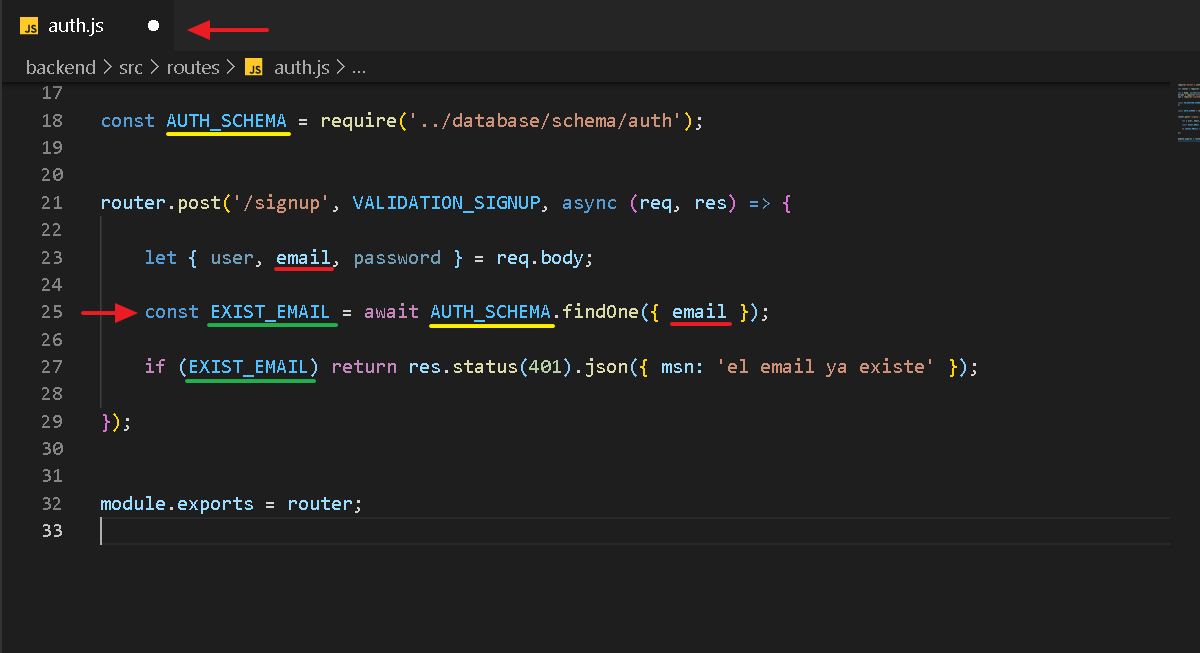 JS auth.js
backend > src > routes > JS auth.js > ...
17
18 const AUTH_SCHEMA = require('../database/schema/auth');
19
20
21 router.post('/signup', VALIDATION_SIGNUP, async (req, res) => {
22
23 let { user, email, password } = req.body;
24
25 const EXIST_EMAIL = await AUTH_SCHEMA.findOne({ email });
26
27 if (EXIST_EMAIL) return res.status(401).json({ msn: 'el email ya existe' });
28
29 });
30
31
32 module.exports = router;
33